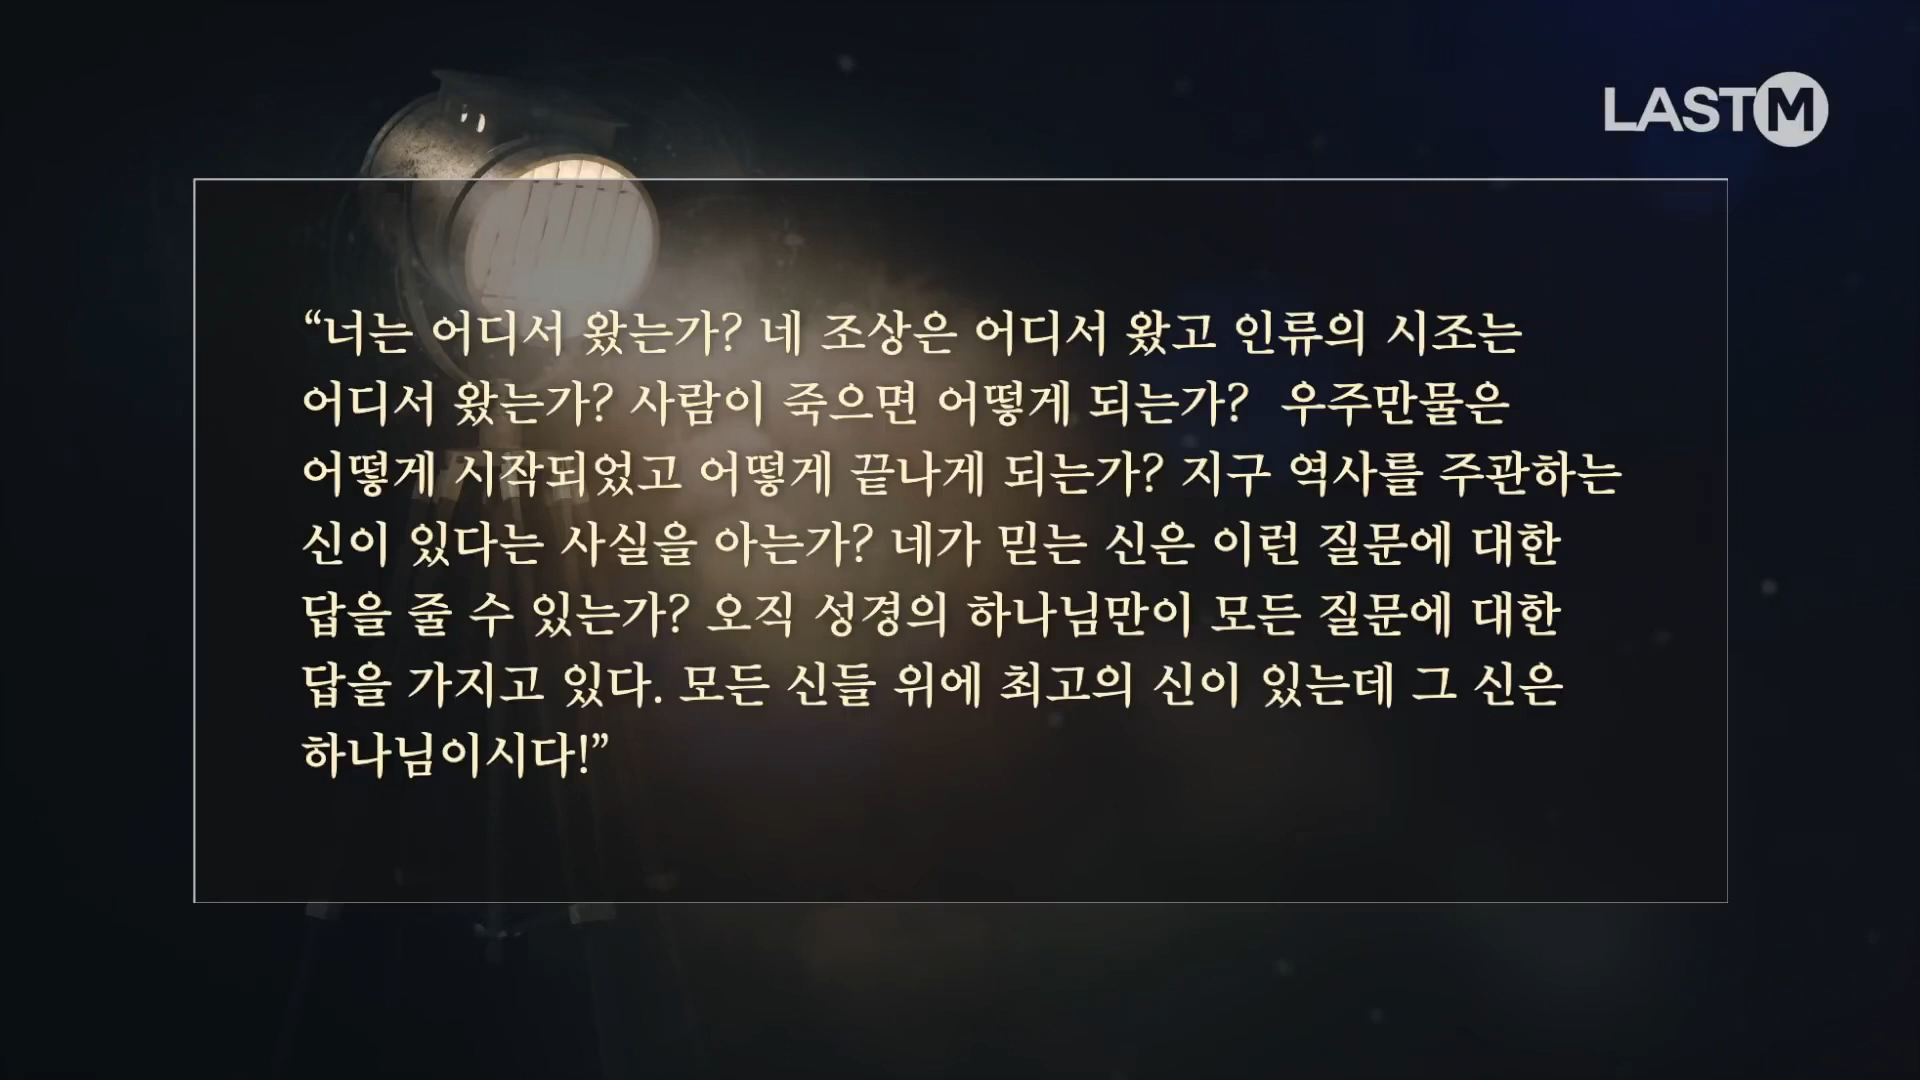 LASTM
“너는 어디서 왔는가? 네 조상은 어디서 왔고 인류의 시조는
어디서 왔는가? 사람이 죽으면 어떻게 되는가? 우주만물은
어떻게 시작되었고 어떻게 끝나게 되는가? 지구 역사를 주관하는
신이 있다는 사실을 아는가? 네가 믿는 신은 이런 질문에 대한
답을 줄 수 있는가? 오직 성경의 하나님만이 모든 질문에 대한
답을 가지고 있다. 모든 신들 위에 최고의 신이 있는데 그 신은
하나님이시다!”